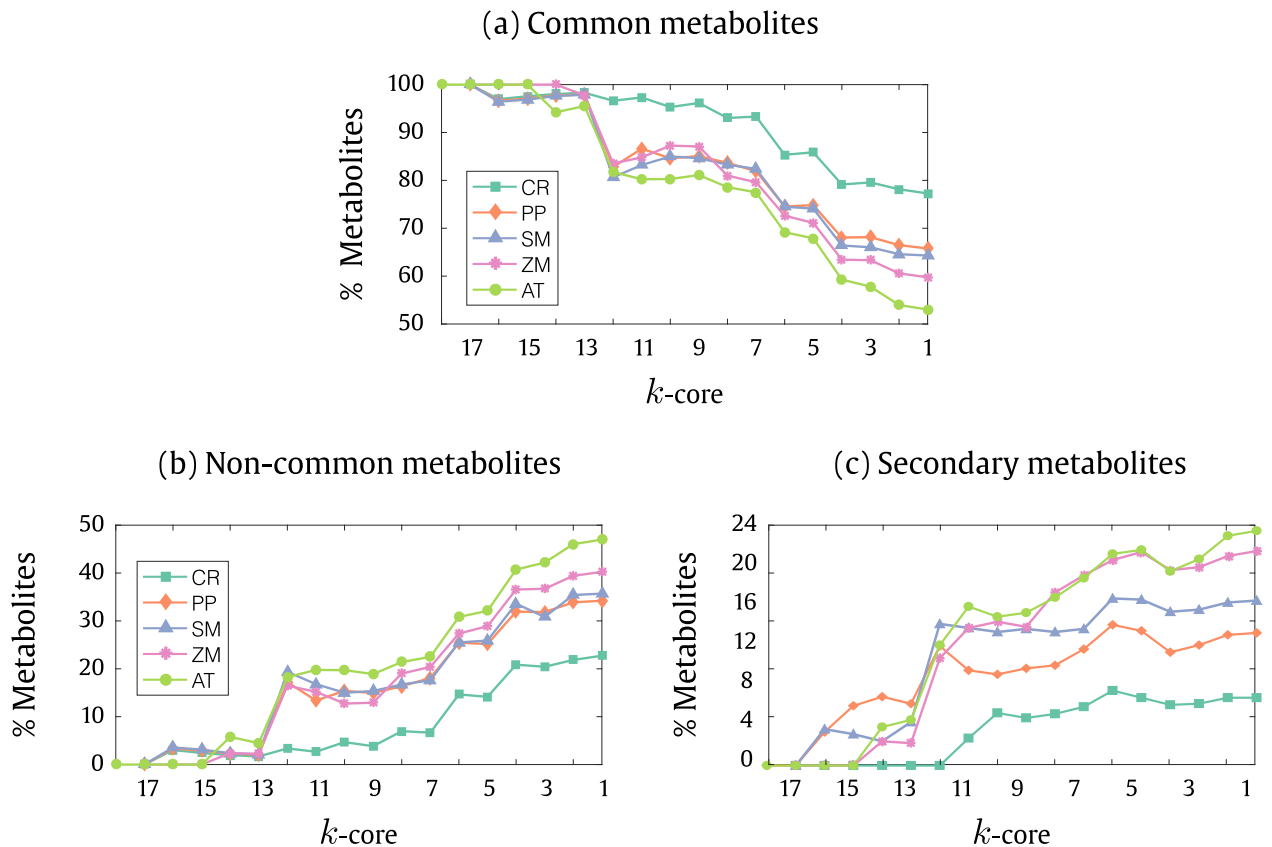 (a) Common metabolites
% Metabolites
100
90
80
70
60
50
CR
PP
SM
ZM
AT
17 15 13 11 9 7 5 3 1
k-core
(b) Non-common metabolites
% Metabolites
50
40
30
20
10
0
CR
PP
SM
ZM
AT
17 15 13 11 9 7 5 3 1
k-core
(c) Secondary metabolites
% Metabolites
24
20
16
12
8
4
0
17 15 13 11 9 7 5 3 1
k-core